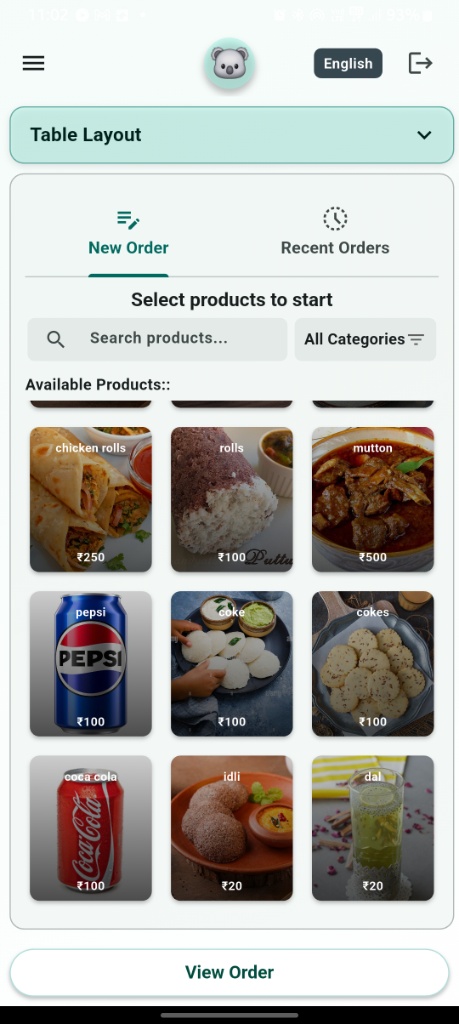 11:02
93%
English
Table Layout
New Order
Recent Orders
Select products to start
Search products...
All Categories
Available Products::
chicken rolls
rolls
mutton
₹250
₹100
Puttu
₹500
pepsi
coke
cokes
PEPSI
₹100
₹100
₹100
coca cola
idli
dal
Coca-Cola
₹100
₹20
₹20
View Order